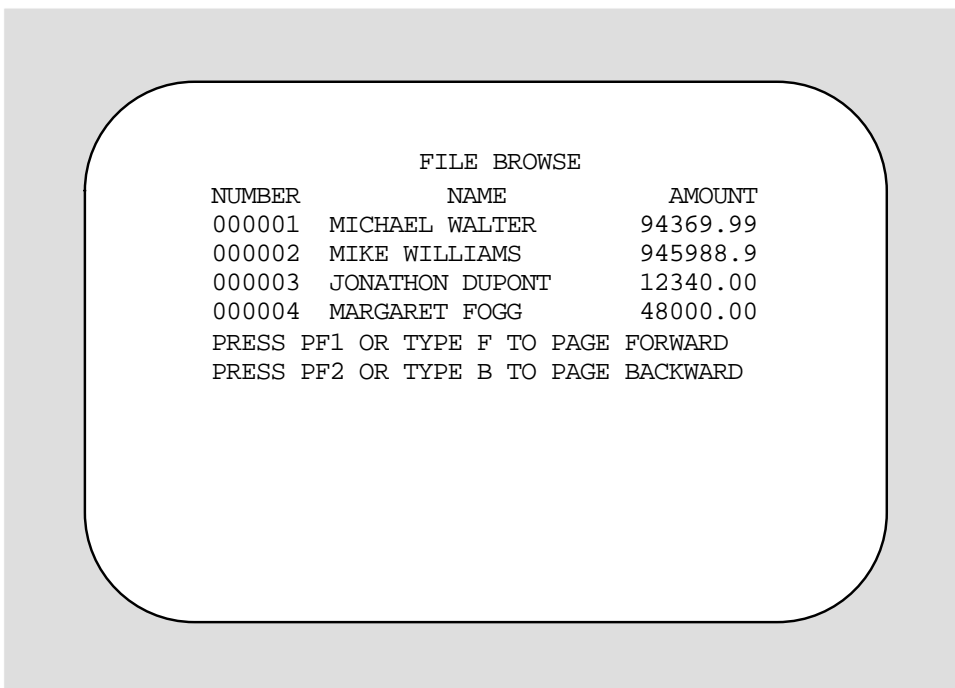 FILE BROWSE
NUMBER NAME AMOUNT
000001 MICHAEL WALTER 94369.99
000002 MIKE WILLIAMS 945988.9
000003 JONATHON DUPONT 12340.00
000004 MARGARET FOGG 48000.00
PRESS PF1 OR TYPE F TO PAGE FORWARD
PRESS PF2 OR TYPE B TO PAGE BACKWARD